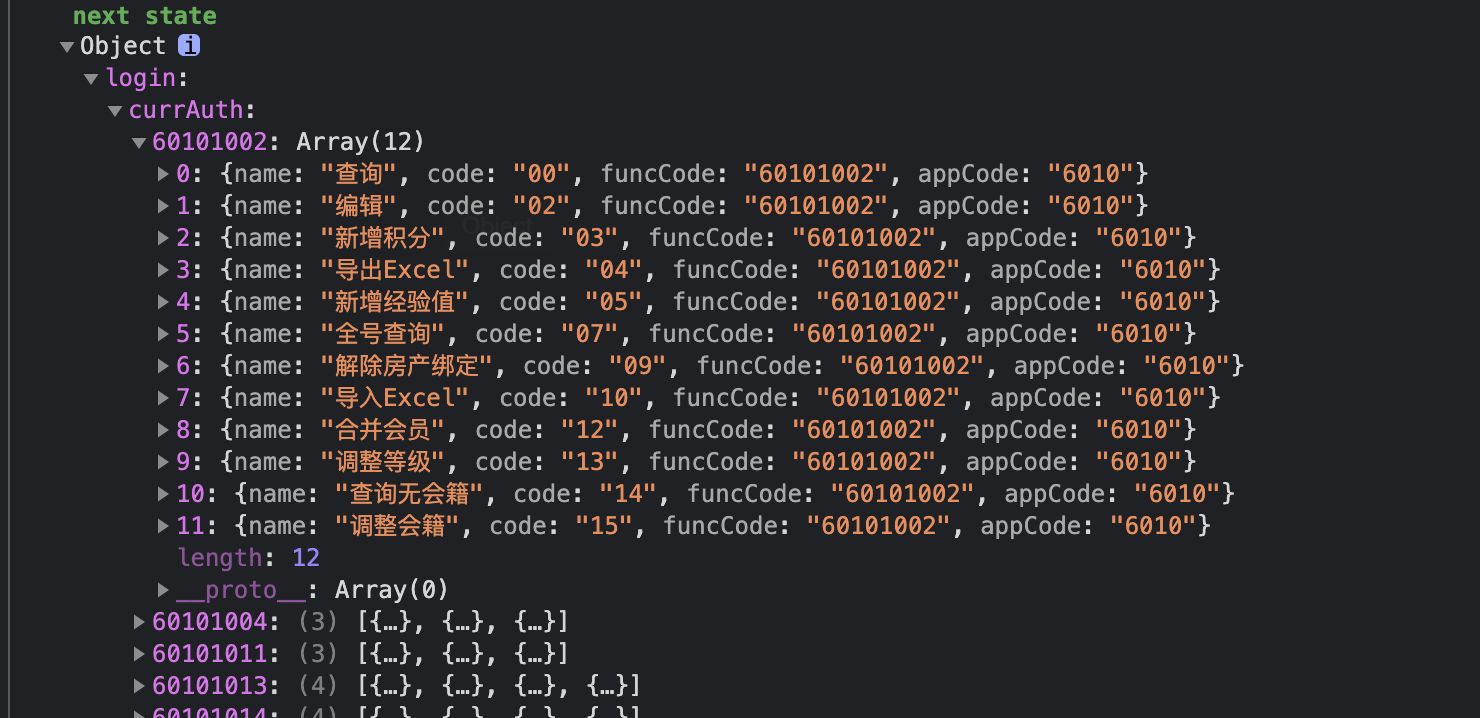 next state
Object i
login:
currAuth:
60101002: Array(12)
0: {name: "查询", code: "00", funcCode: "60101002", appCode: "6010"}
1: {name: "编辑", code: "02", funcCode: "60101002", appCode: "6010"}
2: {name: "新增积分", code: "03", funcCode: "60101002", appCode: "6010"}
3: {name: "导出Excel", code: "04", funcCode: "60101002", appCode: "6010"}
4: {name: "新增经验值", code: "05", funcCode: "60101002", appCode: "6010"}
5: {name: "全号查询", code: "07", funcCode: "60101002", appCode: "6010"}
6: {name: "解除房产绑定", code: "09", funcCode: "60101002", appCode: "6010"}
7: {name: "导入Excel", code: "10", funcCode: "60101002", appCode: "6010"}
8: {name: "合并会员", code: "12", funcCode: "60101002", appCode: "6010"}
9: {name: "调整等级", code: "13", funcCode: "60101002", appCode: "6010"}
10: {name: "查询无会籍", code: "14", funcCode: "60101002", appCode: "6010"}
11: {name: "调整会籍", code: "15", funcCode: "60101002", appCode: "6010"}
length: 12
__proto__: Array(0)
60101004: (3) [{…}, {…}, {…}]
60101011: (3) [{…}, {…}, {…}]
60101013: (4) [{…}, {…}, {…}, {…}]
60101014: (4) [{…}, {…}, {…}, {…}]